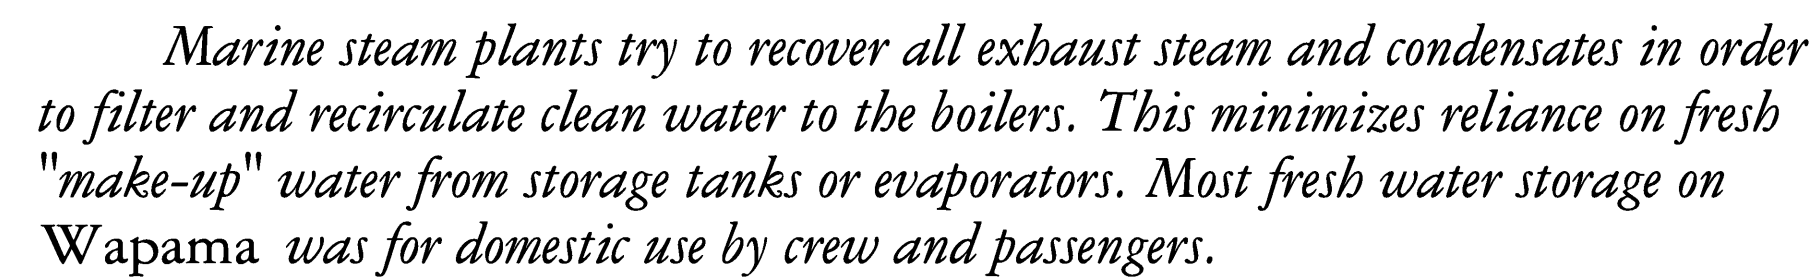 Marine steam plants try to recover all exhaust steam and condensates in order
to filter and recirculate clean water to the boilers. This minimizes reliance on fresh
"make-up" water from storage tanks or evaporators. Most fresh water storage on
Wapama was for domestic use by crew and passengers.